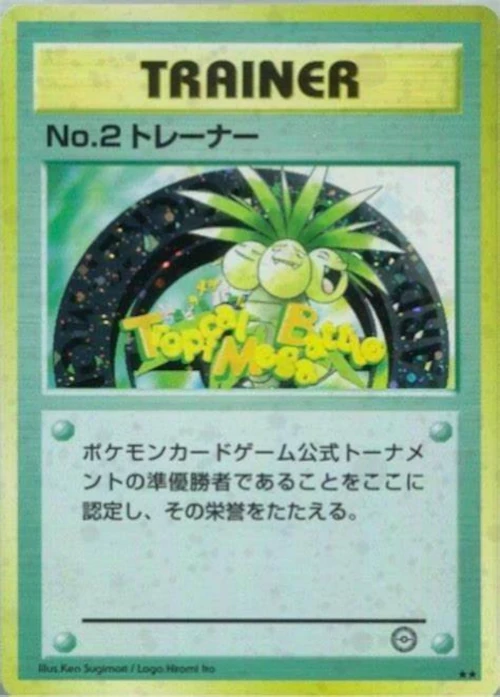 TRAINER
No.2 トレーナー
Tropical Mega Battle
ポケモンカードゲーム公式トーナメ
ントの準優勝者であることをここに
認定し、その栄誉をたたえる。
Illus.Ken Sugimori / Logo.Hiromi Ito
★★